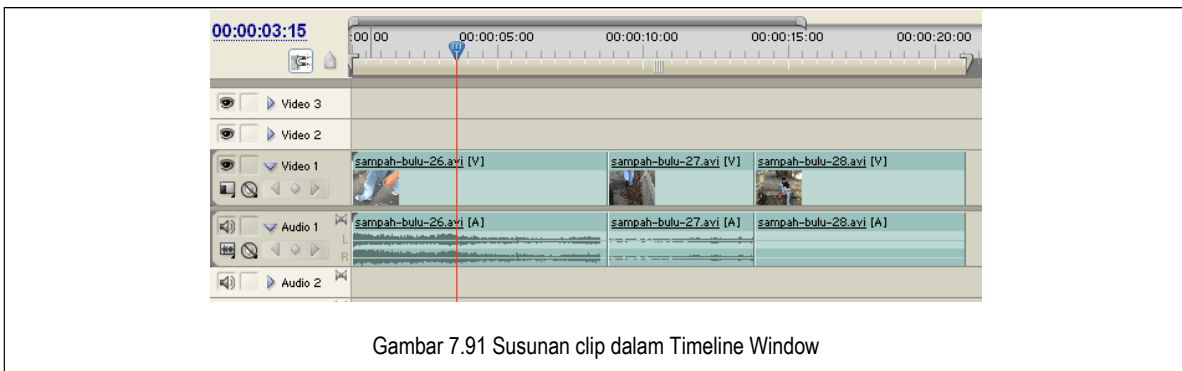 00:00:03:15
:00:00 00:00:05:00 00:00:10:00 00:00:15:00 00:00:20:00
Video 3
Video 2
Video 1
sampah-bulu-26.avi [V] sampah-bulu-27.avi [V] sampah-bulu-28.avi [V]
Audio 1
sampah-bulu-26.avi [A] sampah-bulu-27.avi [A] sampah-bulu-28.avi [A]
L
R
Audio 2
Gambar 7.91 Susunan clip dalam Timeline Window